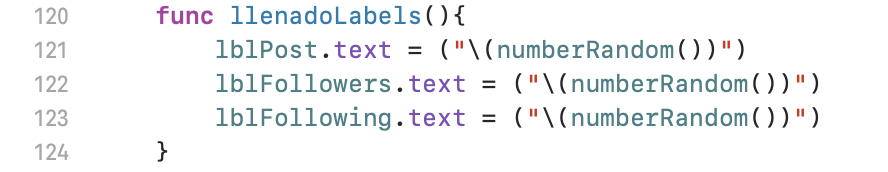 120 func llenadoLabels(){
121 lblPost.text = ("\(numberRandom())")
122 lblFollowers.text = ("\(numberRandom())")
123 lblFollowing.text = ("\(numberRandom())")
124 }